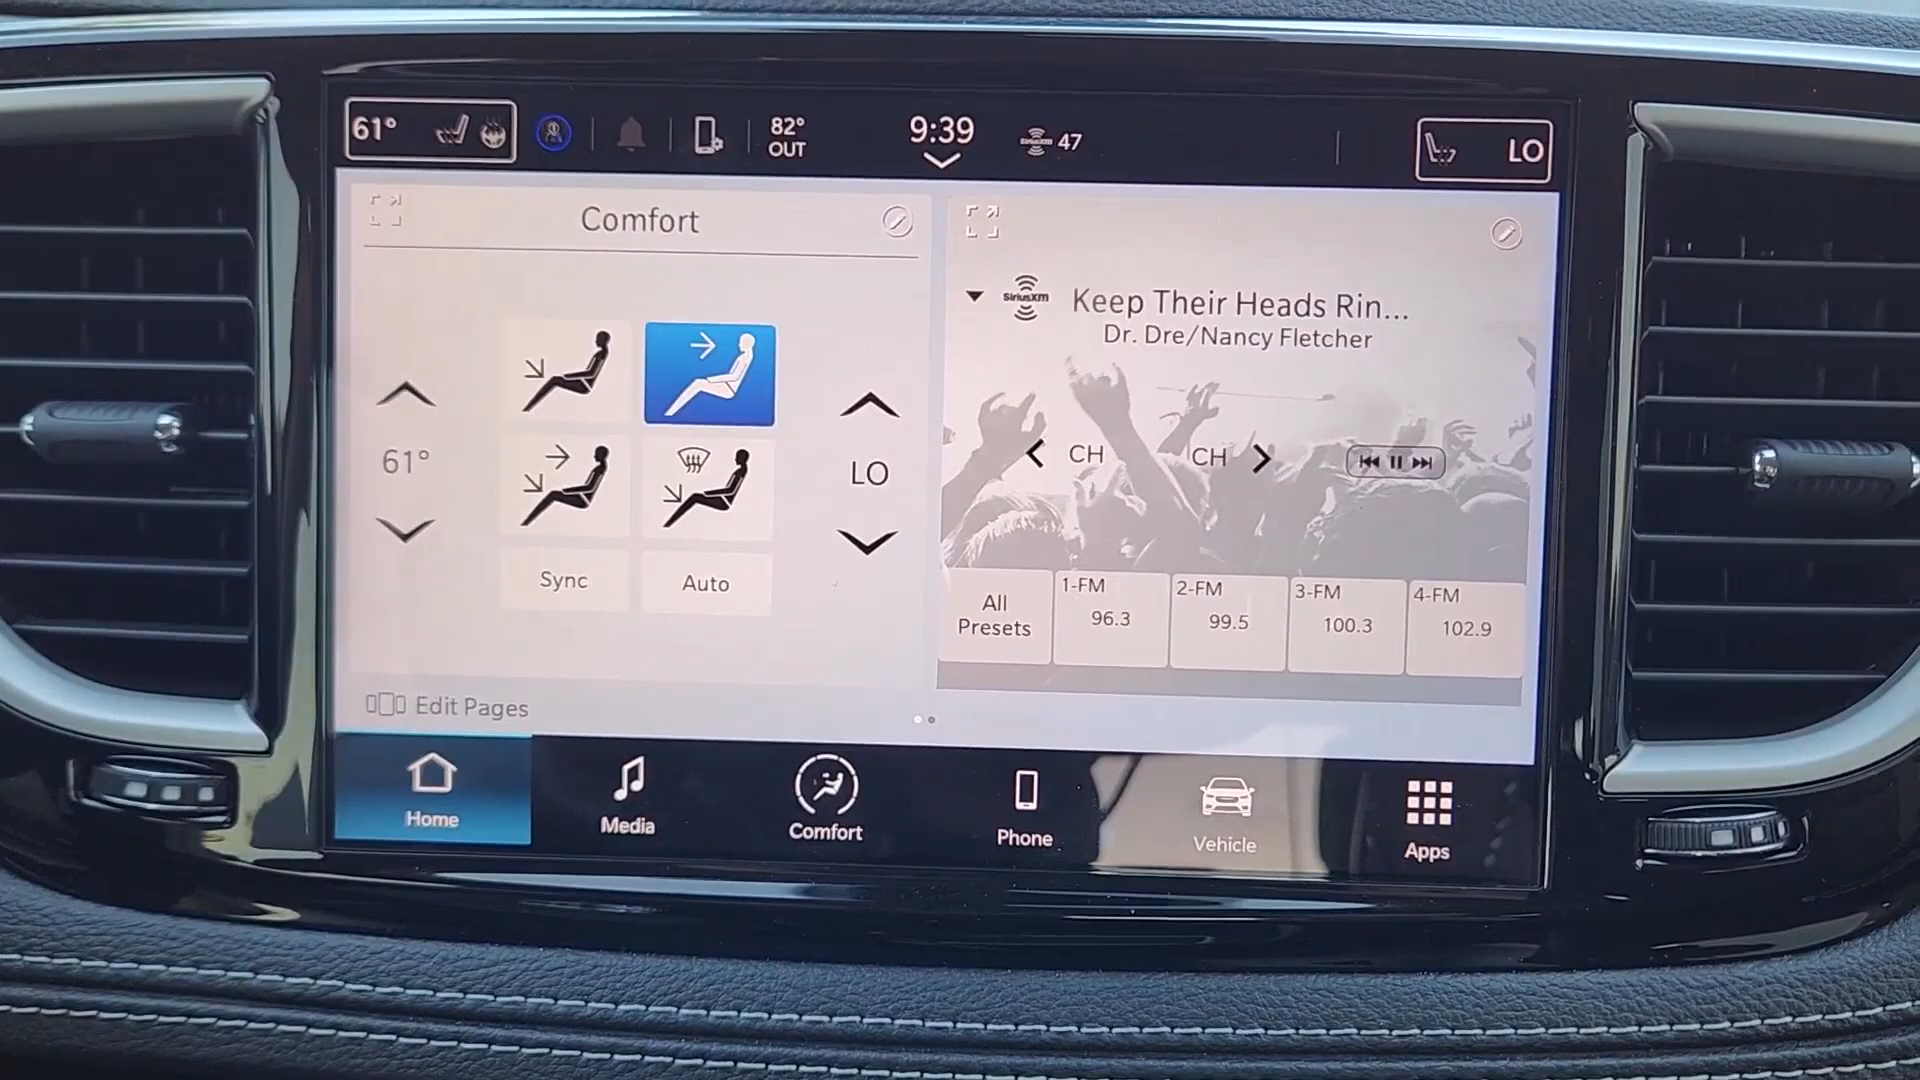 61°
82°
OUT
9:39
SiriusXM
47
LO
Comfort
61°
LO
Sync
Auto
Edit Pages
SiriusXM
Keep Their Heads Rin...
Dr. Dre/Nancy Fletcher
CH
CH
All
Presets
1-FM
96.3
2-FM
99.5
3-FM
100.3
4-FM
102.9
Home
Media
Comfort
Phone
Vehicle
Apps